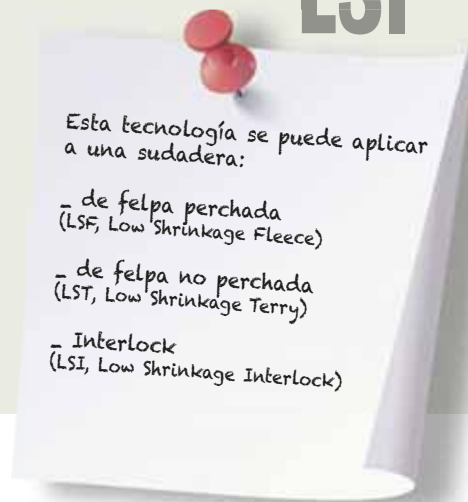 LSI
Esta tecnología se puede aplicar
a una sudadera:
_ de felpa perchada
(LSF, Low Shrinkage Fleece)
_ de felpa no perchada
(LST, Low Shrinkage Terry)
_ Interlock
(LSI, Low Shrinkage Interlock)